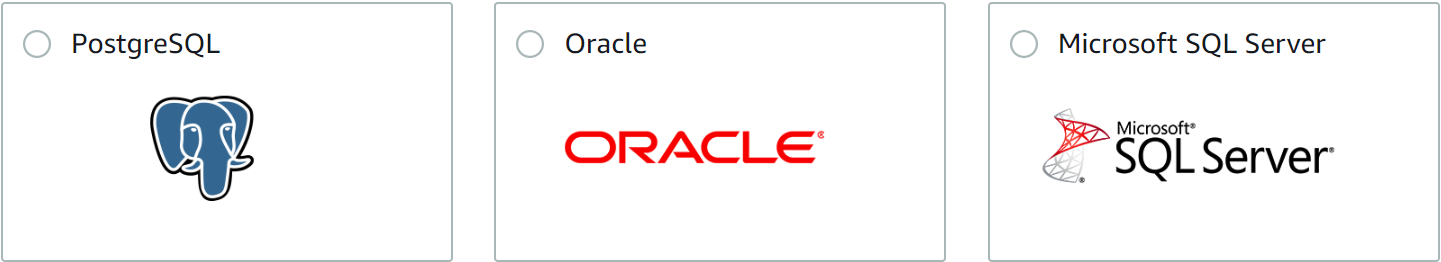 PostgreSQL
Oracle
Microsoft SQL Server
ORACLE®
Microsoft®
SQL Server®
®